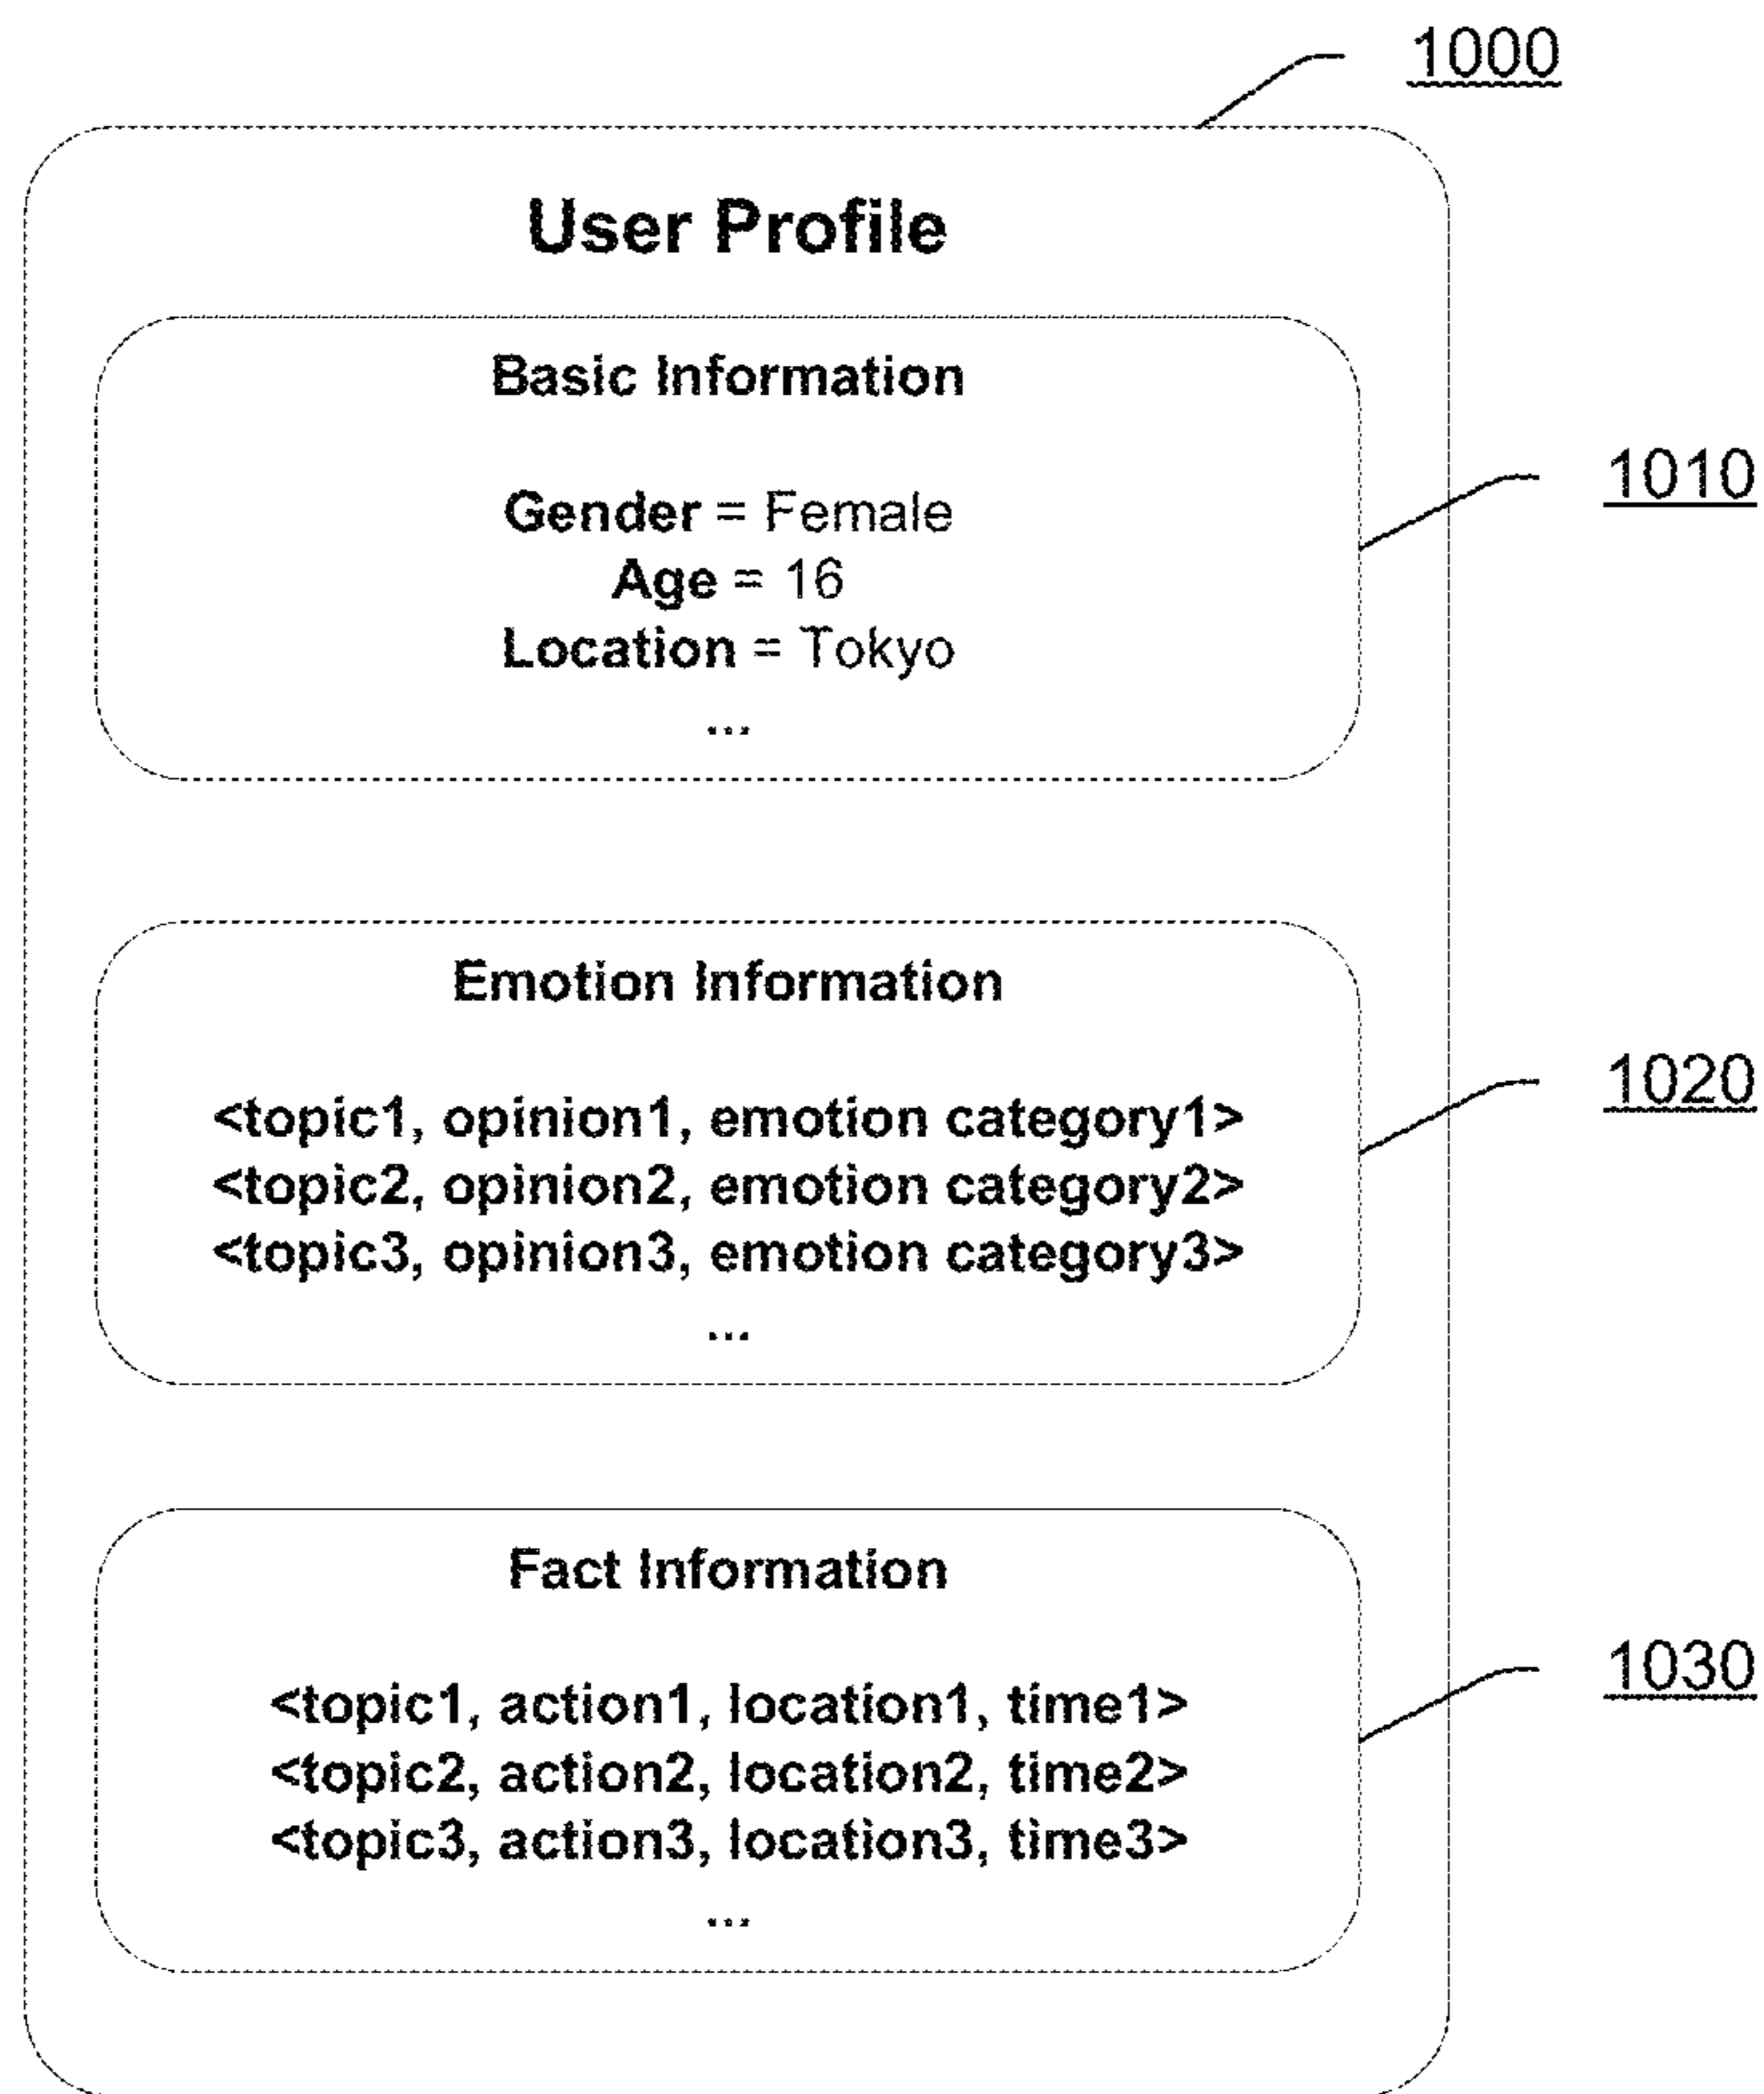 1000
User Profile
Basic Information
Gender = Female
Age = 16
Location = Tokyo
...
1010
Emotion Information
<topic1, opinion1, emotion category1>
<topic2, opinion2, emotion category2>
<topic3, opinion3, emotion category3>
...
1020
Fact Information
<topic1, action1, location1, time1>
<topic2, action2, location2, time2>
<topic3, action3, location3, time3>
...
1030